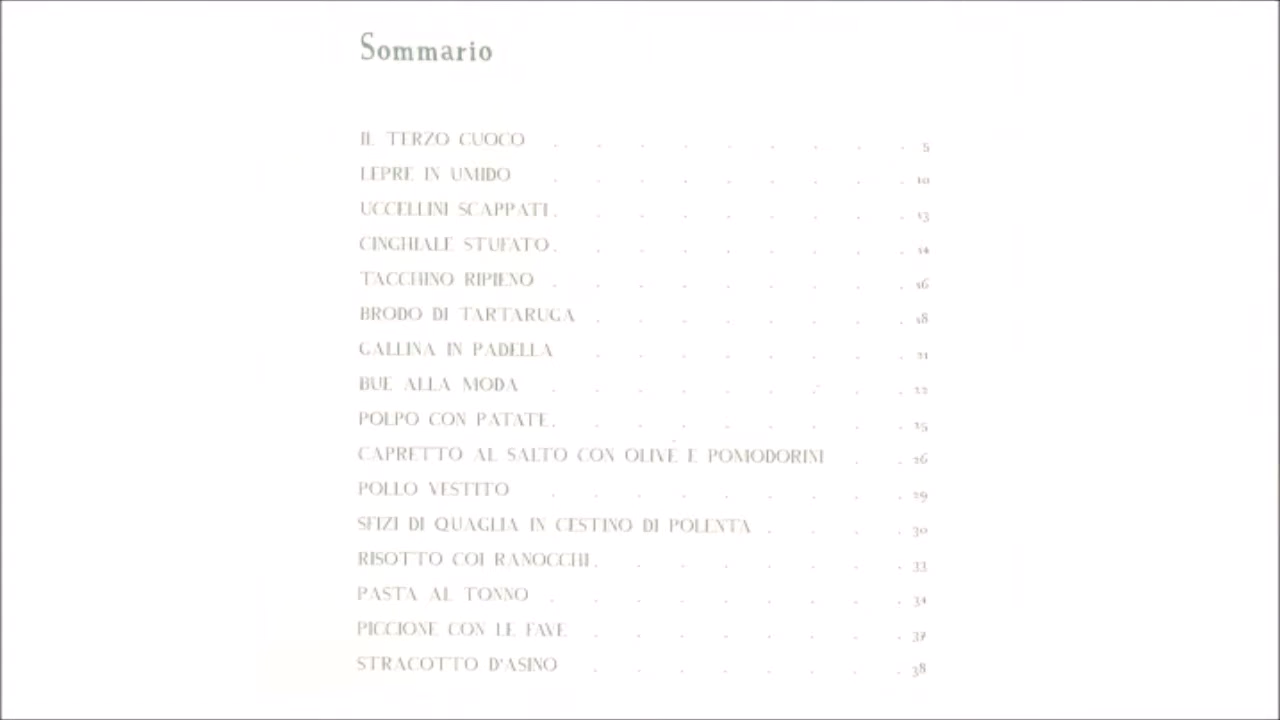 Sommario
IL TERZO CUOCO . . . . . . . . . 5
LEPRE IN UMIDO . . . . . . . . . 10
UCCELLINI SCAPPATI . . . . . . . . . 13
CINGHIALE STUFATO . . . . . . . . . 14
TACCHINO RIPIENO . . . . . . . . . 16
BRODO DI TARTARUGA . . . . . . . . 18
GALLINA IN PADELLA . . . . . . . . 21
BUE ALLA MODA . . . . . . . . . 22
POLPO CON PATATE . . . . . . . . . 25
CAPRETTO AL SALTO CON OLIVE E POMODORINI . . 26
POLLO VESTITO . . . . . . . . . 29
SFIZI DI QUAGLIA IN CESTINO DI POLENTA . . . . 30
RISOTTO COI RANOCCHI . . . . . . . . 33
PASTA AL TONNO . . . . . . . . . 34
PICCIONE CON LE FAVE . . . . . . . . 37
STRACOTTO D'ASINO . . . . . . . . 38